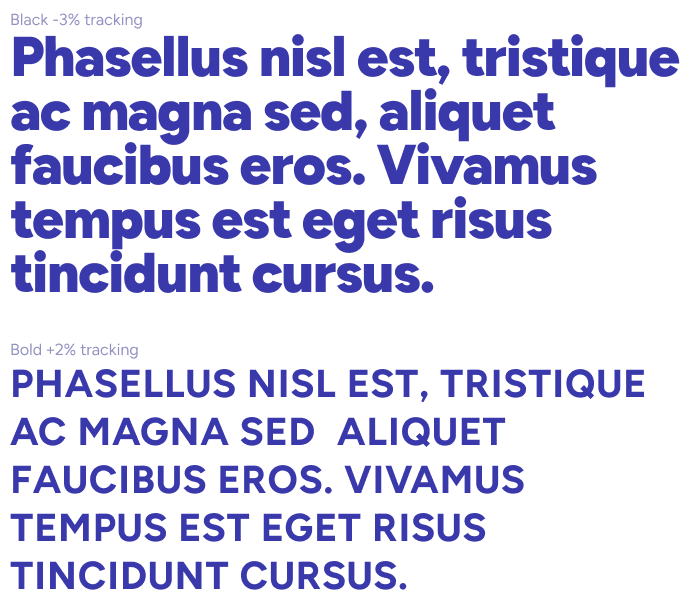 Black -3% tracking
Phasellus nisl est, tristique
ac magna sed, aliquet
faucibus eros. Vivamus
tempus est eget risus
tincidunt cursus.
Bold +2% tracking
PHASELLUS NISL EST, TRISTIQUE
AC MAGNA SED  ALIQUET
FAUCIBUS EROS. VIVAMUS
TEMPUS EST EGET RISUS
TINCIDUNT CURSUS.